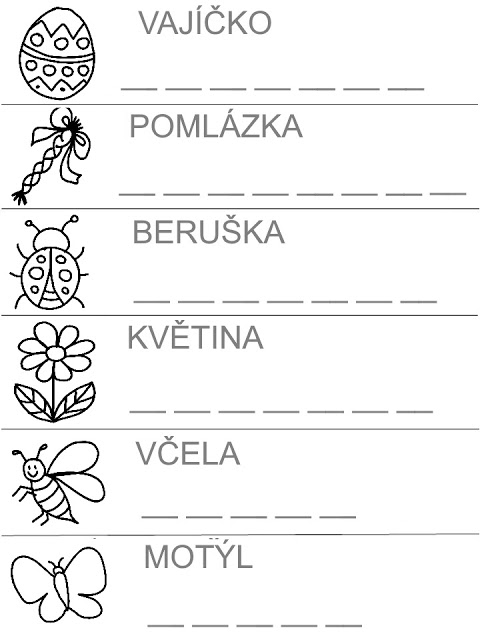 VAJÍČKO
POMLÁZKA
BERUŠKA
KVĚTINA
VČELA
MOTÝL